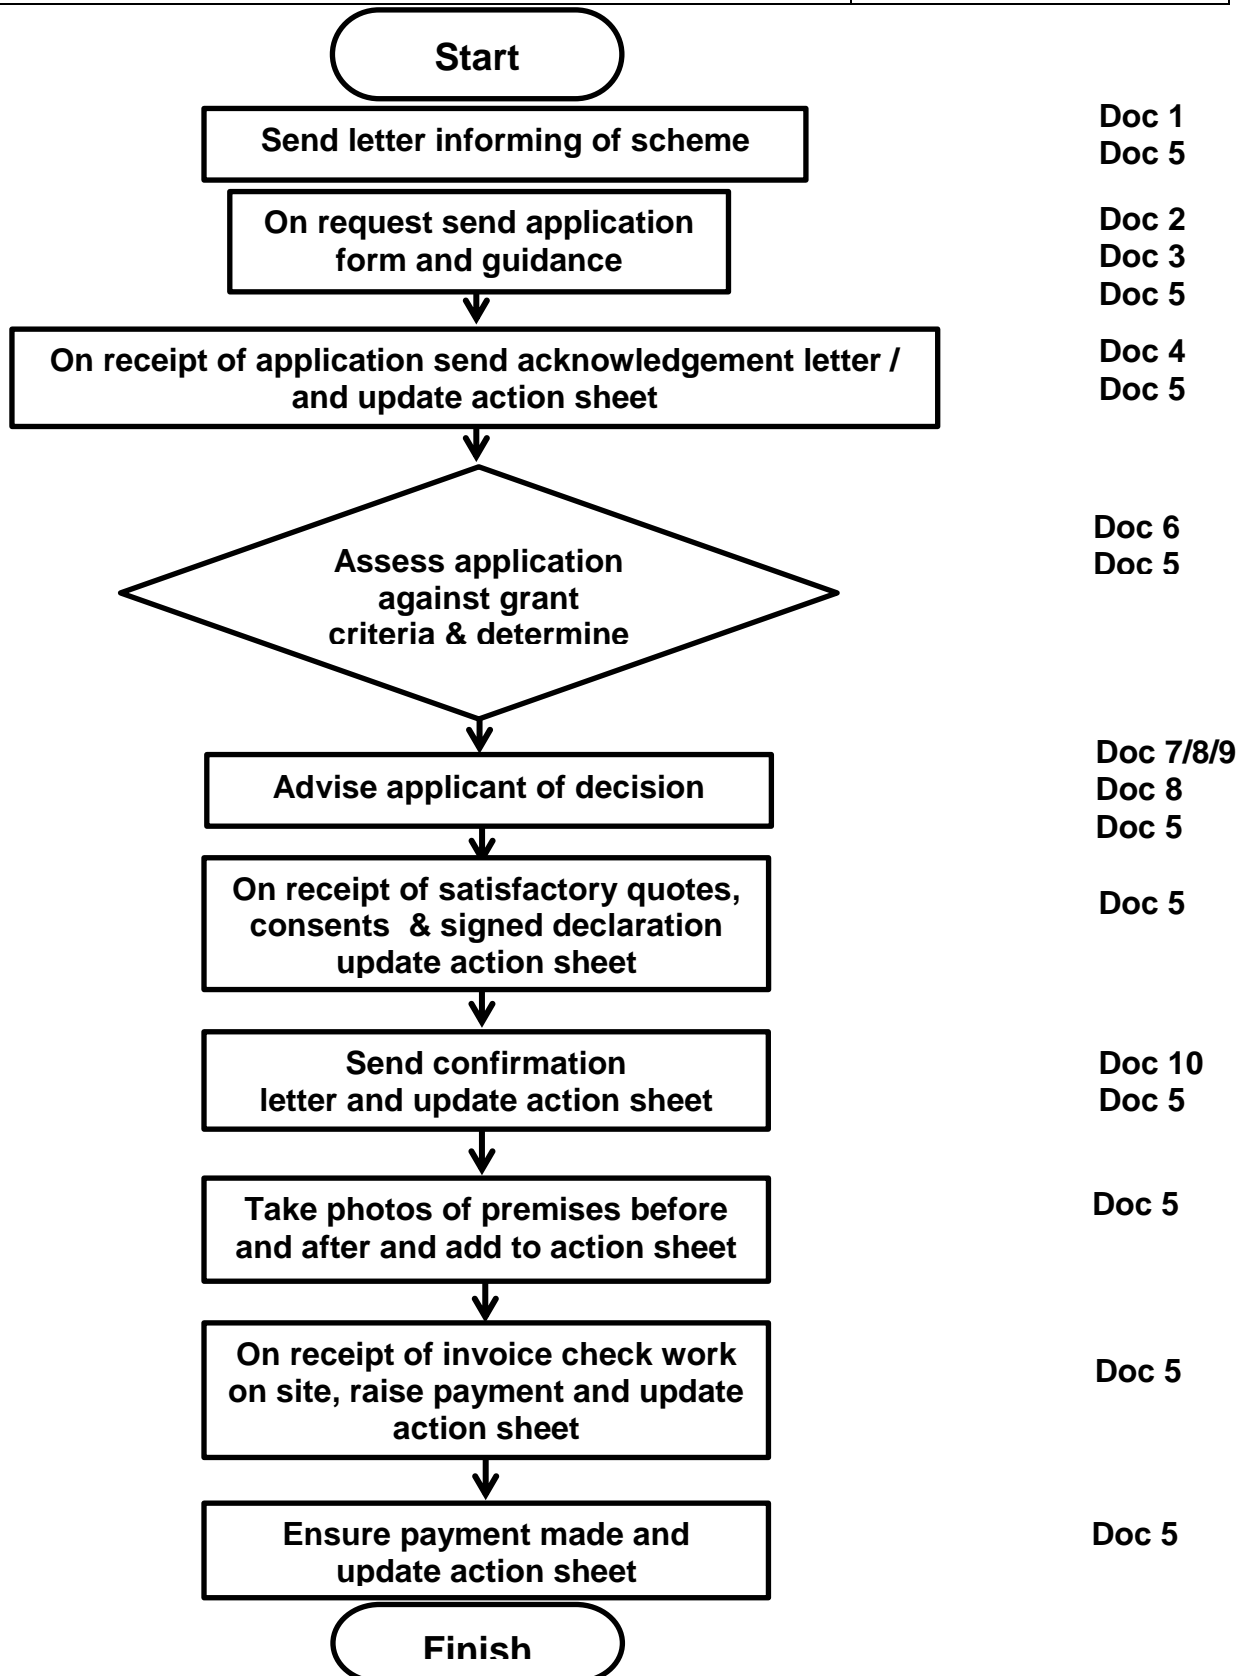 Start
Send letter informing of scheme
Doc 1
Doc 5
On request send application
form and guidance
Doc 2
Doc 3
Doc 5
On receipt of application send acknowledgement letter /
and update action sheet
Doc 4
Doc 5
Assess application
against grant
criteria & determine
Doc 6
Doc 5
Advise applicant of decision
Doc 7/8/9
Doc 8
Doc 5
On receipt of satisfactory quotes,
consents  & signed declaration
update action sheet
Doc 5
Send confirmation
letter and update action sheet
Doc 10
Doc 5
Take photos of premises before
and after and add to action sheet
Doc 5
On receipt of invoice check work
on site, raise payment and update
action sheet
Doc 5
Ensure payment made and
update action sheet
Doc 5
Finish